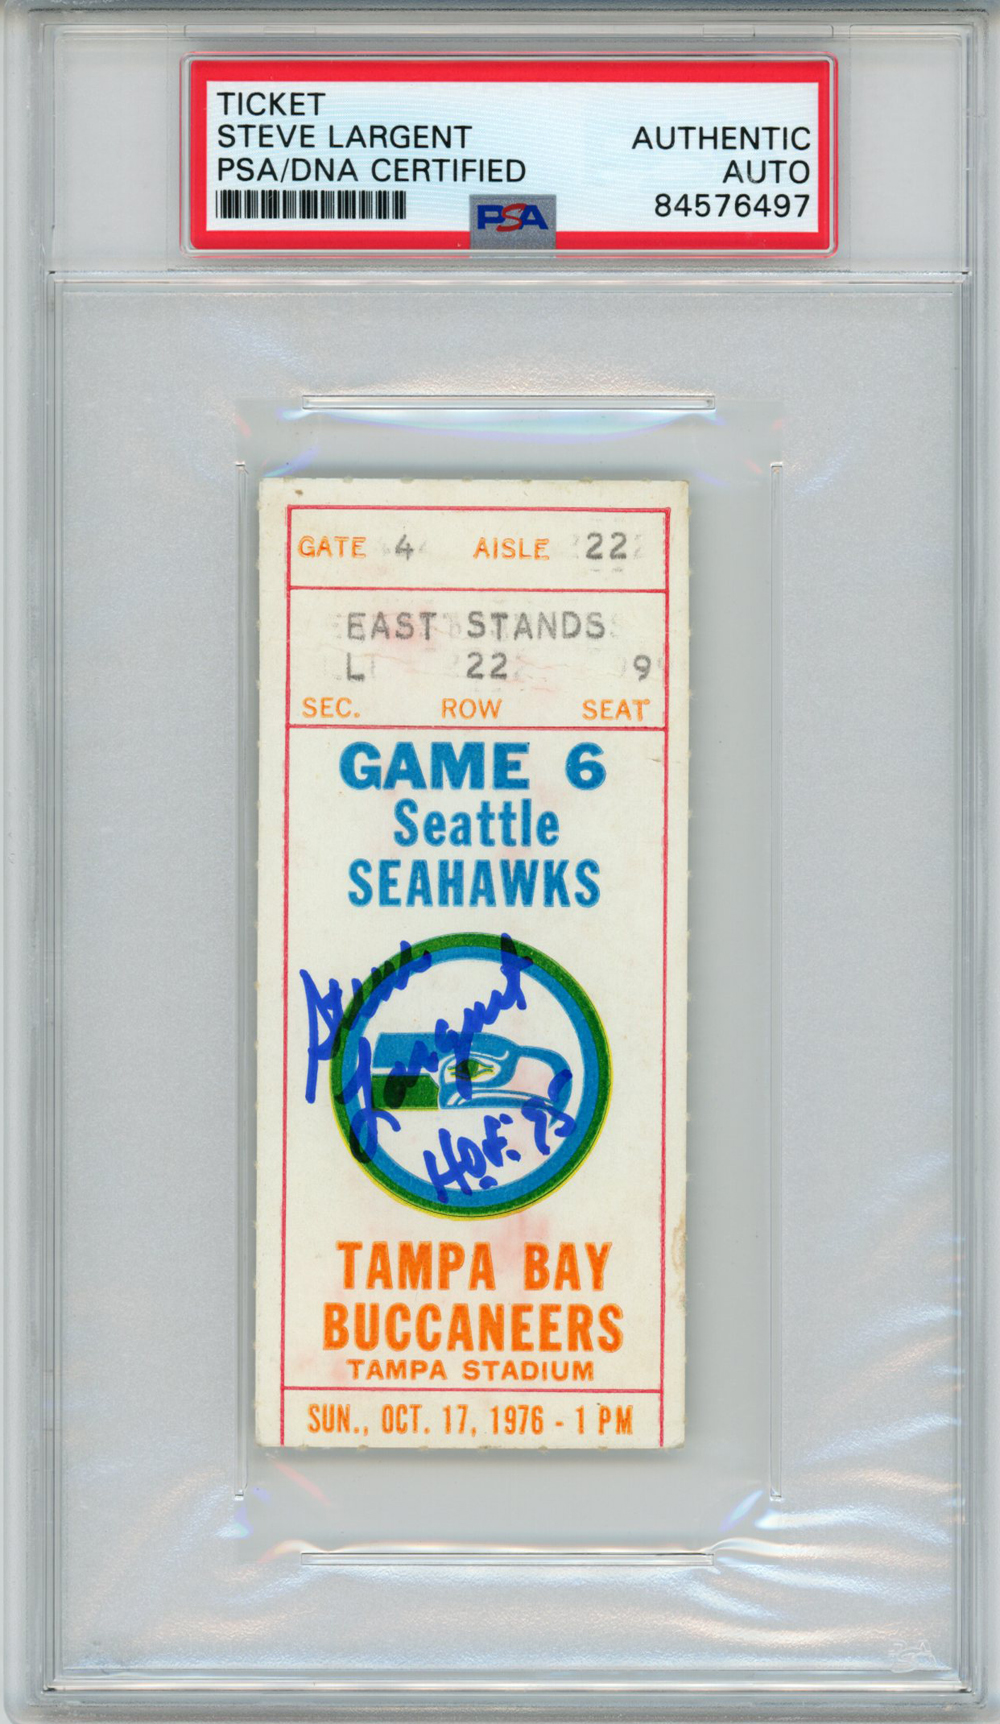 TICKET
STEVE LARGENT
PSA/DNA CERTIFIED
AUTHENTIC
AUTO
84576497
PSA
GATE 4 AISLE 22
EAST STANDS
L 22 9
SEC. ROW SEAT
GAME 6
Seattle
SEAHAWKS
Steve
Largent
H.O.F. 95
TAMPA BAY
BUCCANEERS
TAMPA STADIUM
SUN., OCT. 17, 1976 - 1 PM